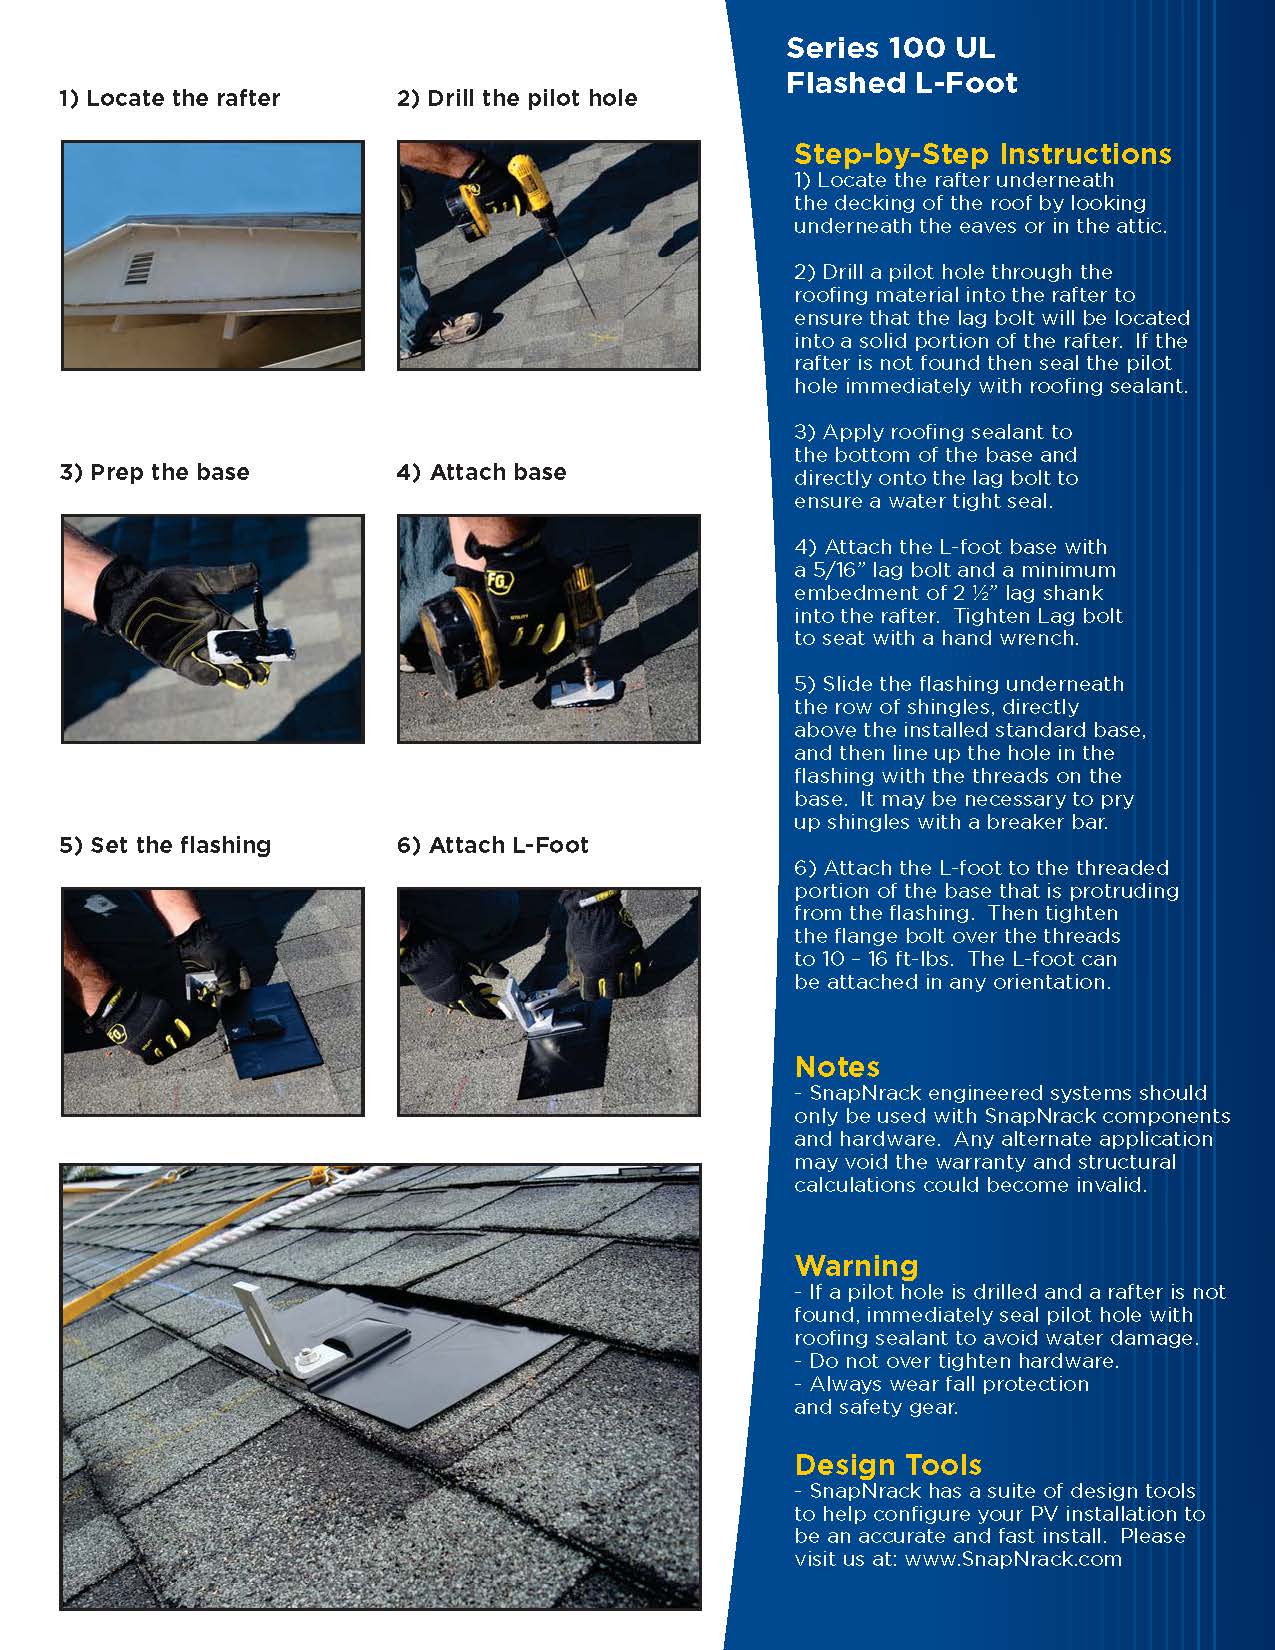 1) Locate the rafter
2) Drill the pilot hole
3) Prep the base
4) Attach base
FG
UTILITY
5) Set the flashing
6) Attach L-Foot
FG
Series 100 UL
Flashed L-Foot
Step-by-Step Instructions
1) Locate the rafter underneath
the decking of the roof by looking
underneath the eaves or in the attic.
2) Drill a pilot hole through the
roofing material into the rafter to
ensure that the lag bolt will be located
into a solid portion of the rafter.  If the
rafter is not found then seal the pilot
hole immediately with roofing sealant.
3) Apply roofing sealant to
the bottom of the base and
directly onto the lag bolt to
ensure a water tight seal.
4) Attach the L-foot base with
a 5/16” lag bolt and a minimum
embedment of 2 ½” lag shank
into the rafter.  Tighten Lag bolt
to seat with a hand wrench.
5) Slide the flashing underneath
the row of shingles, directly
above the installed standard base,
and then line up the hole in the
flashing with the threads on the
base.  It may be necessary to pry
up shingles with a breaker bar.
6) Attach the L-foot to the threaded
portion of the base that is protruding
from the flashing.  Then tighten
the flange bolt over the threads
to 10 – 16 ft-lbs.  The L-foot can
be attached in any orientation.
Notes
- SnapNrack engineered systems should
only be used with SnapNrack components
and hardware.  Any alternate application
may void the warranty and structural
calculations could become invalid.
Warning
- If a pilot hole is drilled and a rafter is not
found, immediately seal pilot hole with
roofing sealant to avoid water damage.
- Do not over tighten hardware.
- Always wear fall protection
and safety gear.
Design Tools
- SnapNrack has a suite of design tools
to help configure your PV installation to
be an accurate and fast install.  Please
visit us at: www.SnapNrack.com